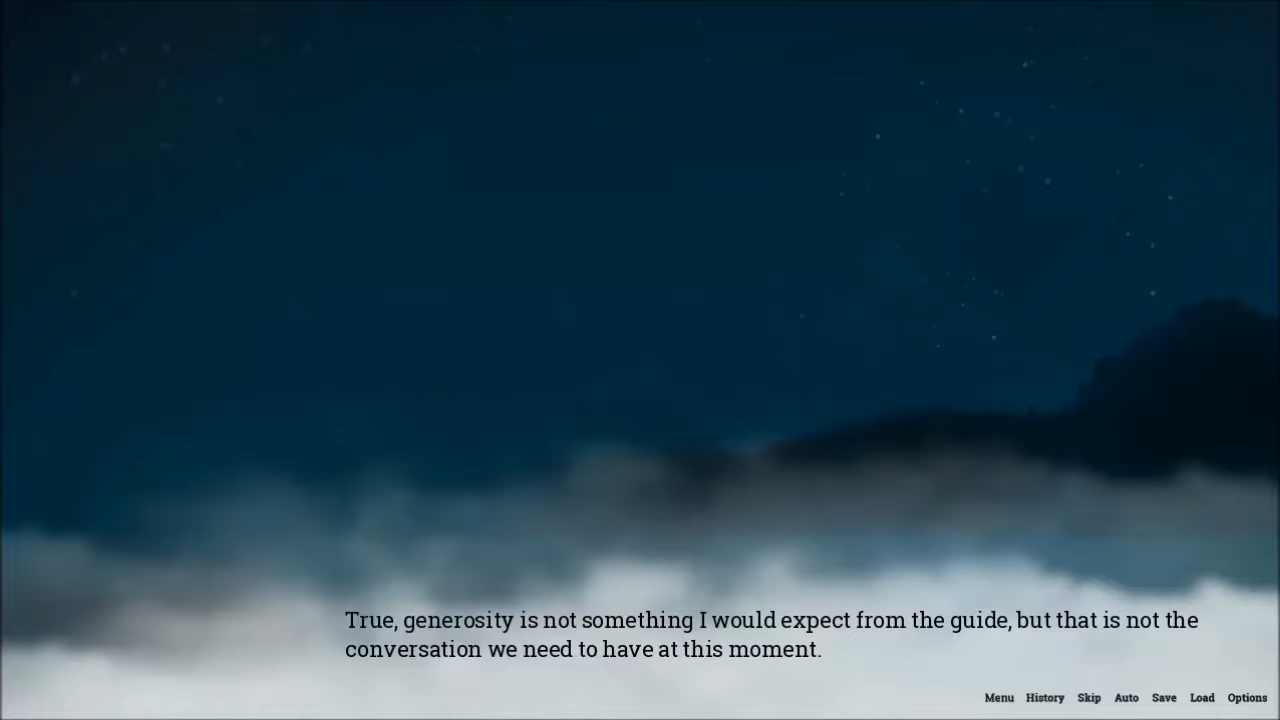 True, generosity is not something I would expect from the guide, but that is not the
conversation we need to have at this moment.
Menu History Skip Auto Save Load Options